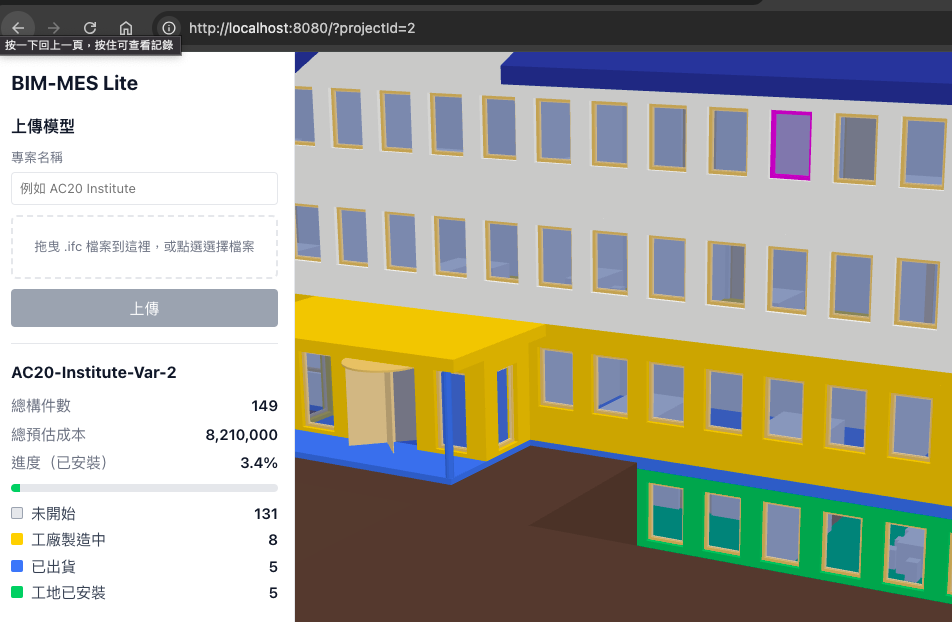 http://localhost:8080/?projectId=2
按一下回上一頁，按住可查看記錄
BIM-MES Lite
上傳模型
專案名稱
例如 AC20 Institute
拖曳 .ifc 檔案到這裡，或點選選擇檔案
上傳
AC20-Institute-Var-2
總構件數 149
總預估成本 8,210,000
進度（已安裝） 3.4%
未開始 131
工廠製造中 8
已出貨 5
工地已安裝 5